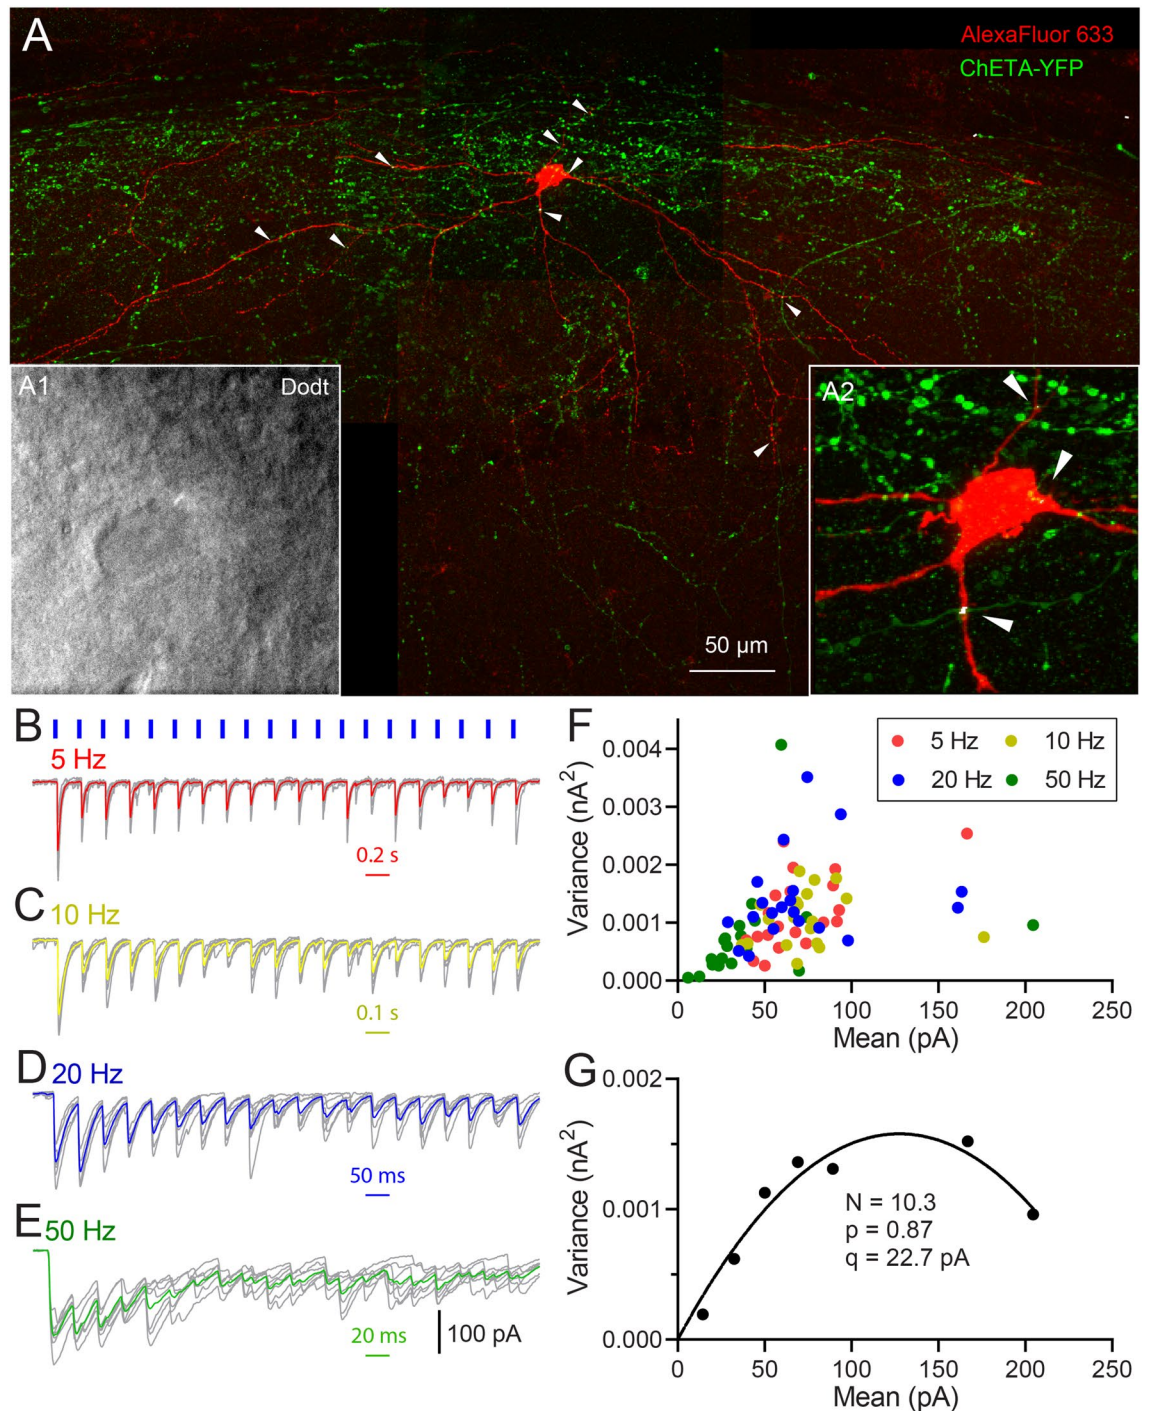 A
AlexaFluor 633
ChETA-YFP
A1
Dodt
A2
50 µm
B
5 Hz
0.2 s
C
10 Hz
0.1 s
D
20 Hz
50 ms
E
50 Hz
20 ms
100 pA
F
5 Hz
10 Hz
20 Hz
50 Hz
Variance (nA²)
0.004
0.003
0.002
0.001
0.000
0
50
100
150
200
250
Mean (pA)
G
Variance (nA²)
0.002
0.001
0.000
N = 10.3
p = 0.87
q = 22.7 pA
0
50
100
150
200
250
Mean (pA)